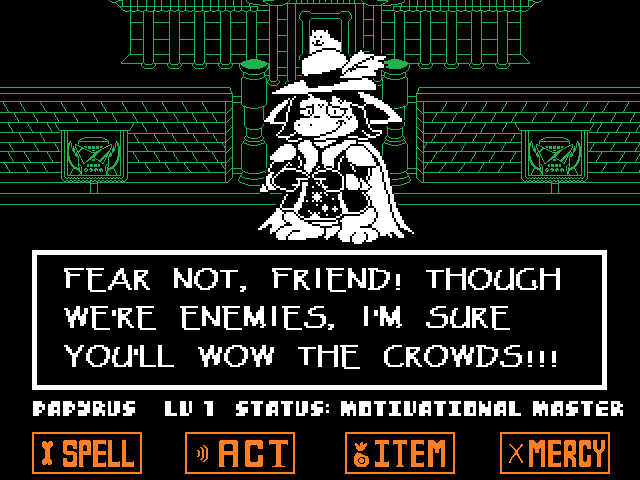 FEAR NOT, FRIEND! THOUGH
WE'RE ENEMIES, I'M SURE
YOU'LL WOW THE CROWDS!!!
PAPYRUS LV 1 STATUS: MOTIVATIONAL MASTER
SPELL ACT ITEM MERCY